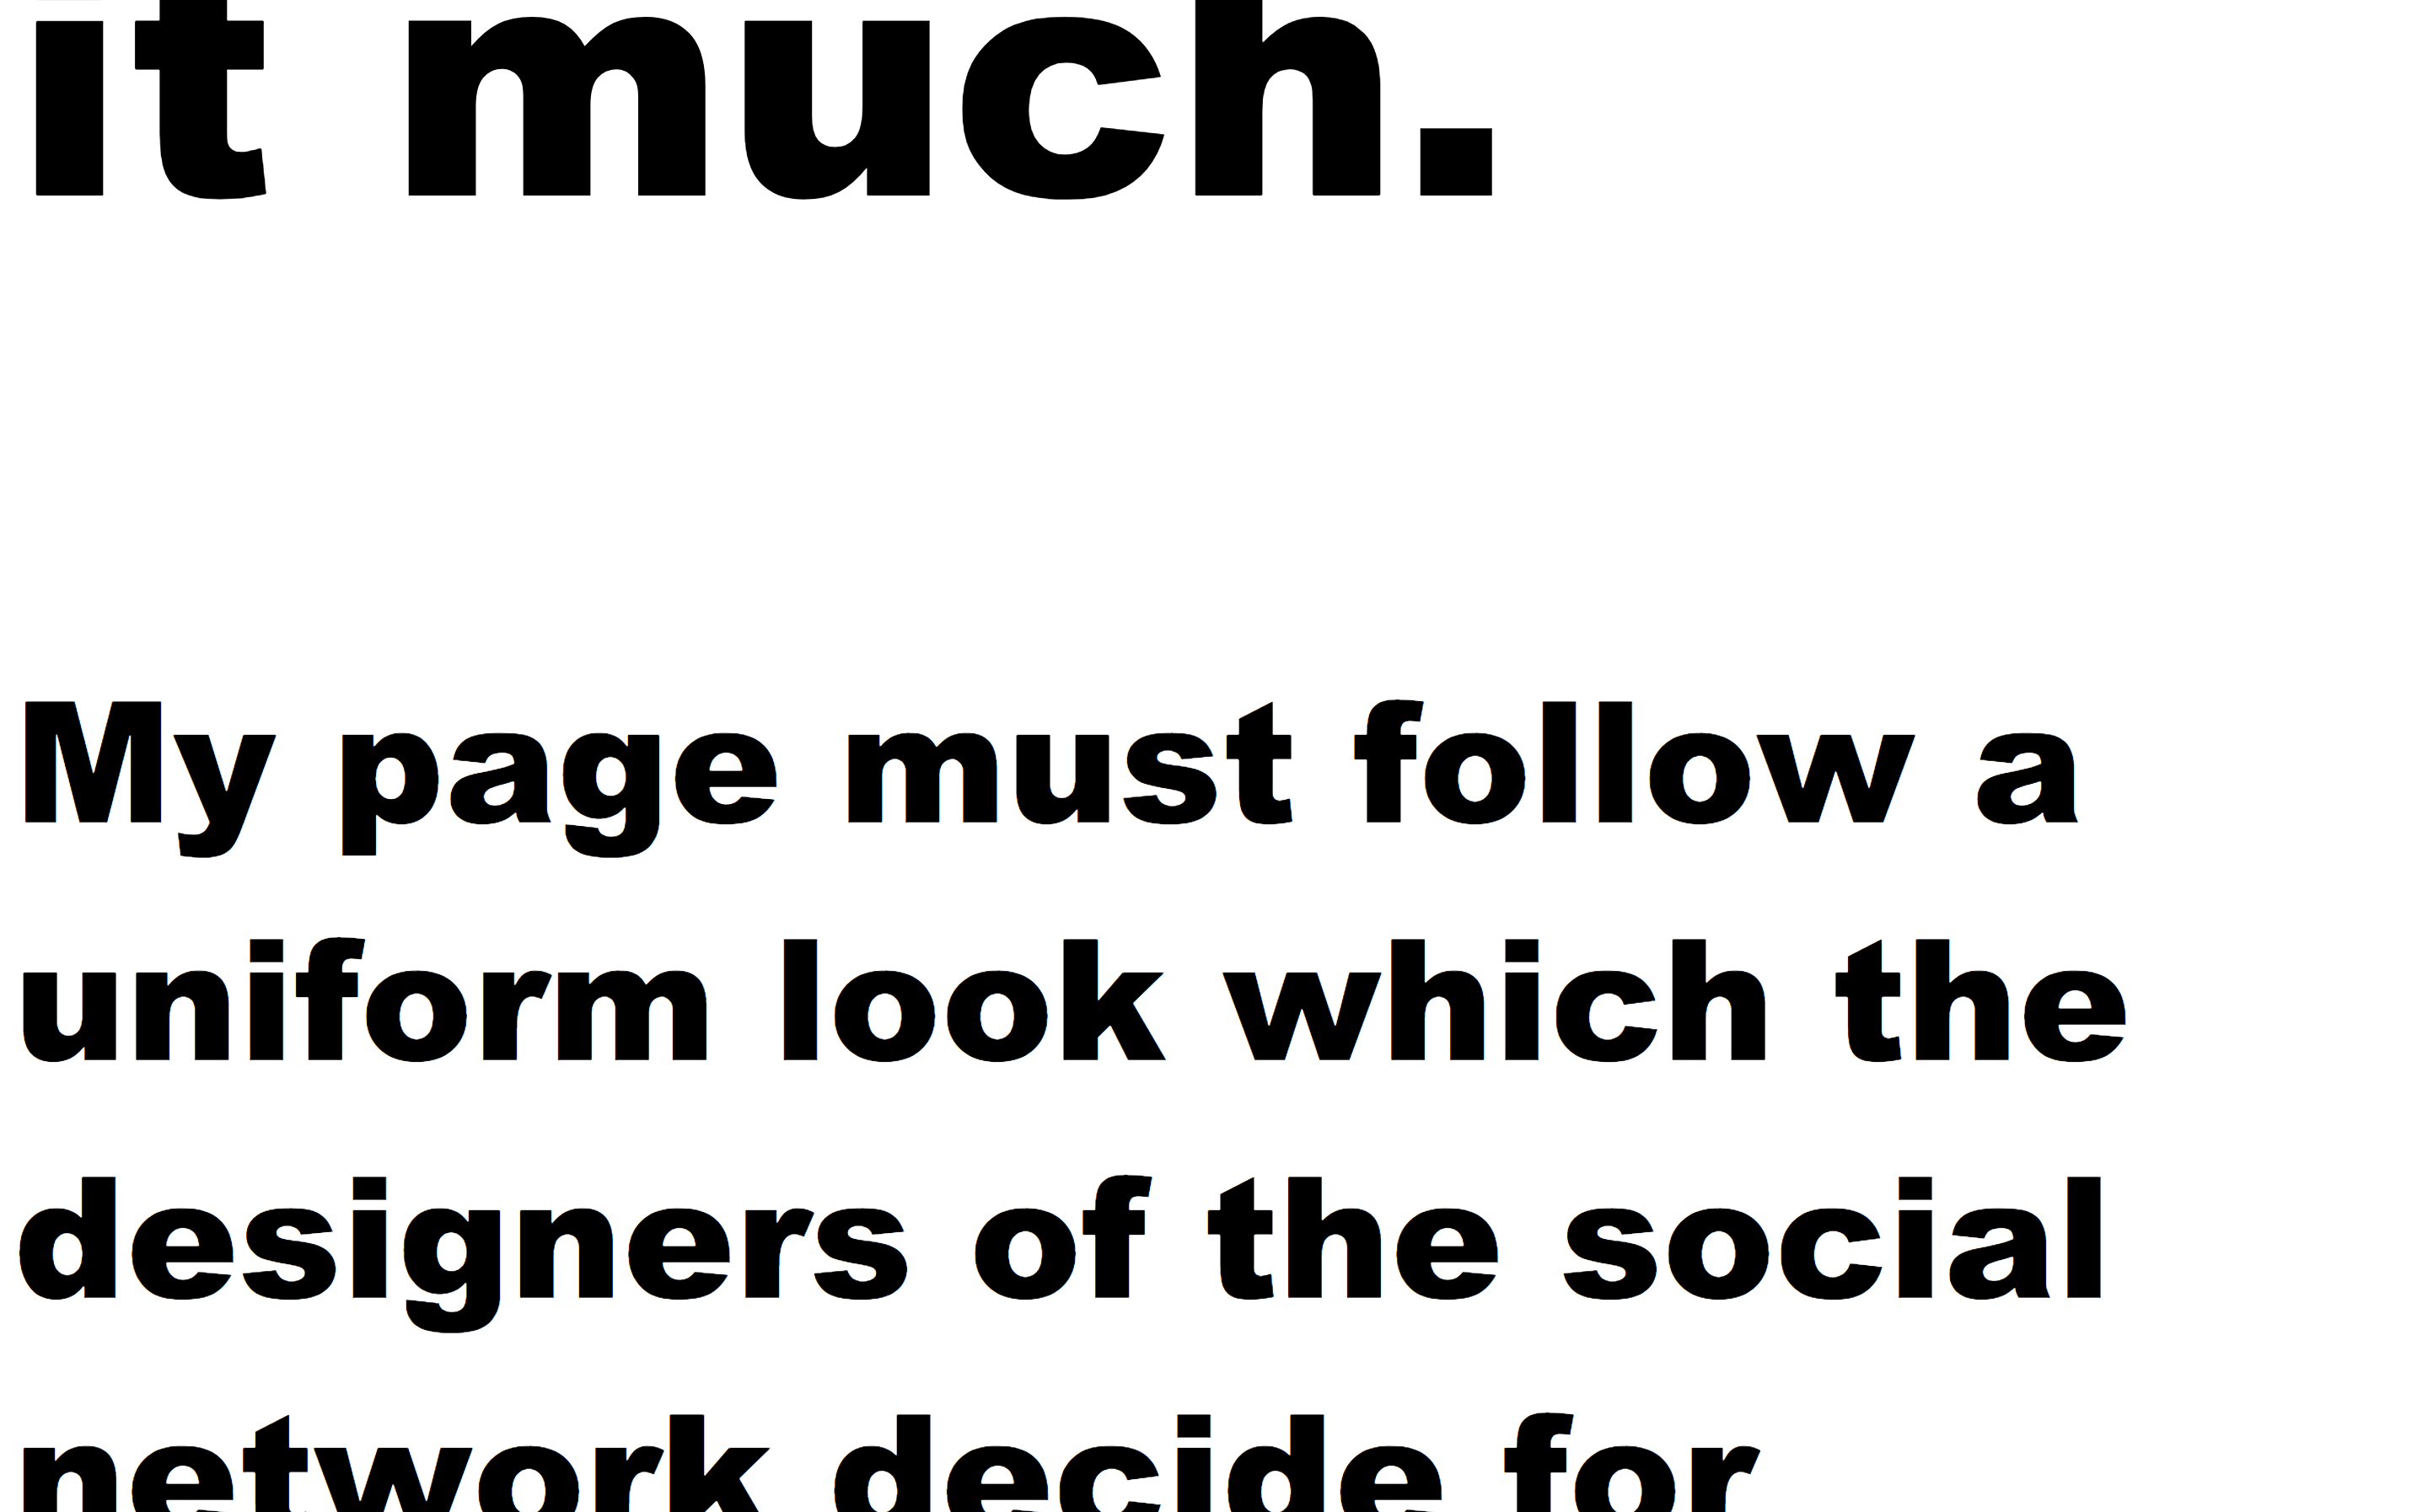 it much.
My page must follow a
uniform look which the
designers of the social
network decide for